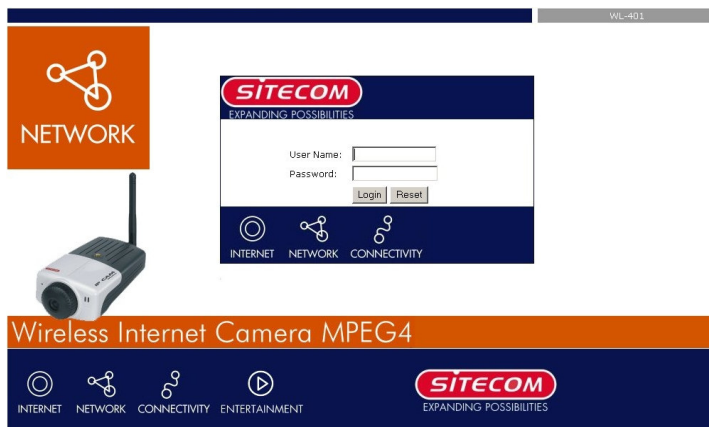 WL-401
NETWORK
SITECOM
EXPANDING POSSIBILITIES
User Name:
Password:
Login Reset
INTERNET NETWORK CONNECTIVITY
Wireless Internet Camera MPEG4
INTERNET NETWORK CONNECTIVITY ENTERTAINMENT
SITECOM
EXPANDING POSSIBILITIES